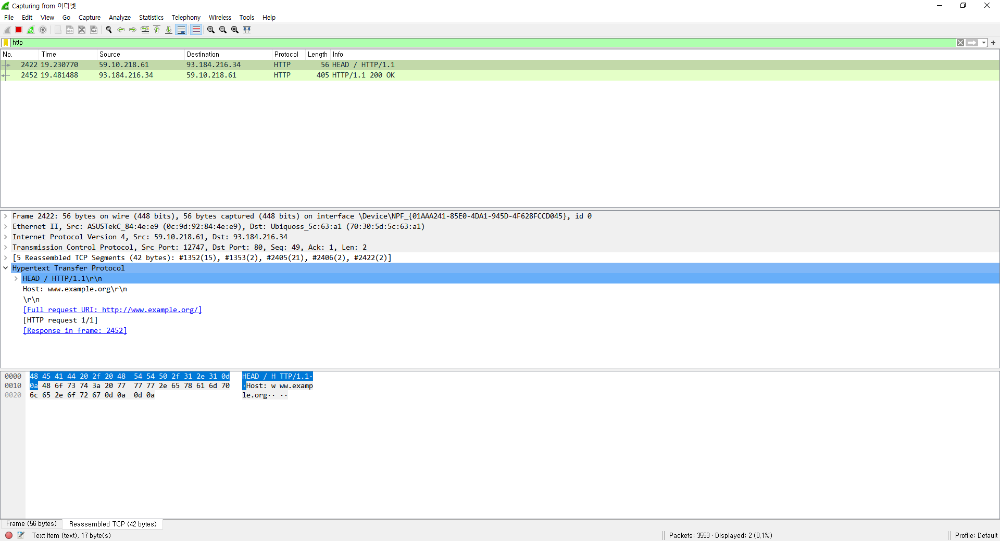 Capturing from 이더넷
File Edit View Go Capture Analyze Statistics Telephony Wireless Tools Help
http
No. Time Source Destination Protocol Length Info
2422 19.230770 59.10.218.61 93.184.216.34 HTTP 56 HEAD / HTTP/1.1
2452 19.481488 93.184.216.34 59.10.218.61 HTTP 405 HTTP/1.1 200 OK
Frame 2422: 56 bytes on wire (448 bits), 56 bytes captured (448 bits) on interface \Device\NPF_{01AAA241-85E0-4DA1-945D-4F628FCCD045}, id 0
Ethernet II, Src: ASUSTekC_84:4e:e9 (0c:9d:92:84:4e:e9), Dst: Ubiquoss_5c:63:a1 (70:30:5d:5c:63:a1)
Internet Protocol Version 4, Src: 59.10.218.61, Dst: 93.184.216.34
Transmission Control Protocol, Src Port: 12747, Dst Port: 80, Seq: 49, Ack: 1, Len: 2
[5 Reassembled TCP Segments (42 bytes): #1352(15), #1353(2), #2405(21), #2406(2), #2422(2)]
Hypertext Transfer Protocol
HEAD / HTTP/1.1\r\n
Host: www.example.org\r\n
\r\n
[Full request URI: http://www.example.org/]
[HTTP request 1/1]
[Response in frame: 2452]
0000 48 45 41 44 20 2f 20 48 54 54 50 2f 31 2e 31 0d HEAD / H TTP/1.1·
0010 0a 48 6f 73 74 3a 20 77 77 77 2e 65 78 61 6d 70 ·Host: w ww.examp
0020 6c 65 2e 6f 72 67 0d 0a 0d 0a le.org·· ··
Frame (56 bytes) Reassembled TCP (42 bytes)
Text item (text), 17 byte(s) Packets: 3553 · Displayed: 2 (0.1%) Profile: Default